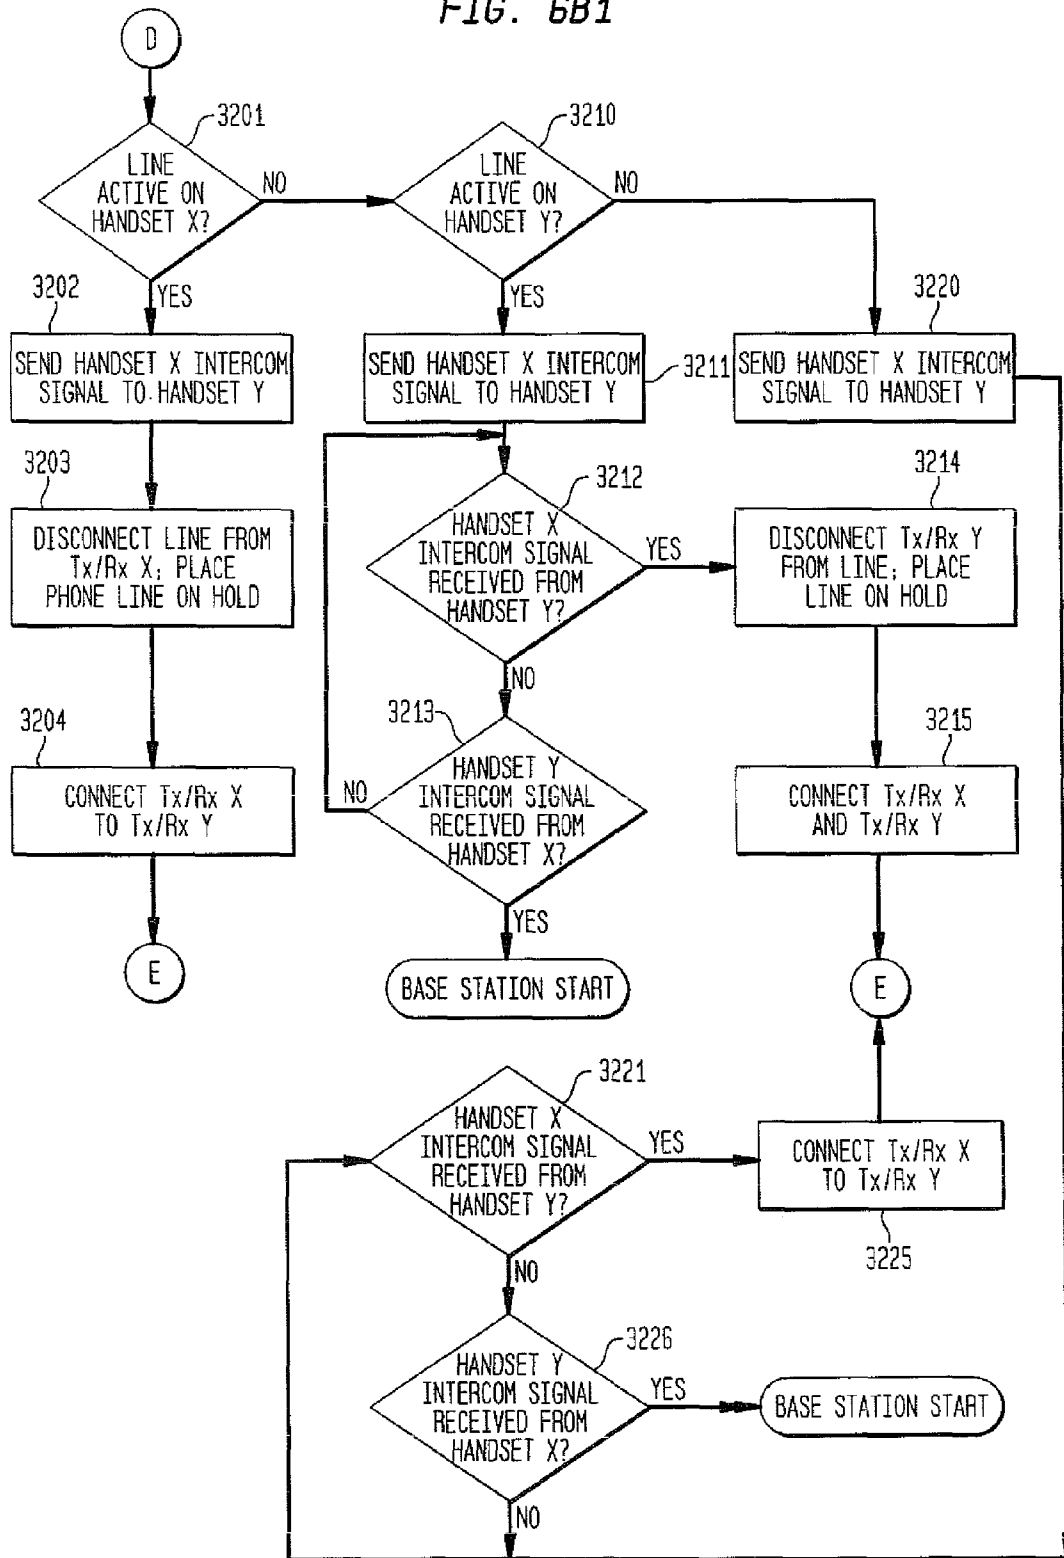 FIG. 6B1
D
3201
LINE
ACTIVE ON
HANDSET X?
NO
YES
3210
LINE
ACTIVE ON
HANDSET Y?
NO
YES
3202
SEND HANDSET X INTERCOM
SIGNAL TO HANDSET Y
SEND HANDSET X INTERCOM
SIGNAL TO HANDSET Y
3211
3220
SEND HANDSET X INTERCOM
SIGNAL TO HANDSET Y
3203
DISCONNECT LINE FROM
Tx/Rx X; PLACE
PHONE LINE ON HOLD
3212
HANDSET X
INTERCOM SIGNAL
RECEIVED FROM
HANDSET Y?
YES
NO
3214
DISCONNECT Tx/Rx Y
FROM LINE; PLACE
LINE ON HOLD
3204
CONNECT Tx/Rx X
TO Tx/Rx Y
3213
HANDSET Y
INTERCOM SIGNAL
RECEIVED FROM
HANDSET X?
NO
YES
3215
CONNECT Tx/Rx X
AND Tx/Rx Y
E
BASE STATION START
E
3221
HANDSET X
INTERCOM SIGNAL
RECEIVED FROM
HANDSET Y?
YES
NO
CONNECT Tx/Rx X
TO Tx/Rx Y
3225
3226
HANDSET Y
INTERCOM SIGNAL
RECEIVED FROM
HANDSET X?
YES
NO
BASE STATION START